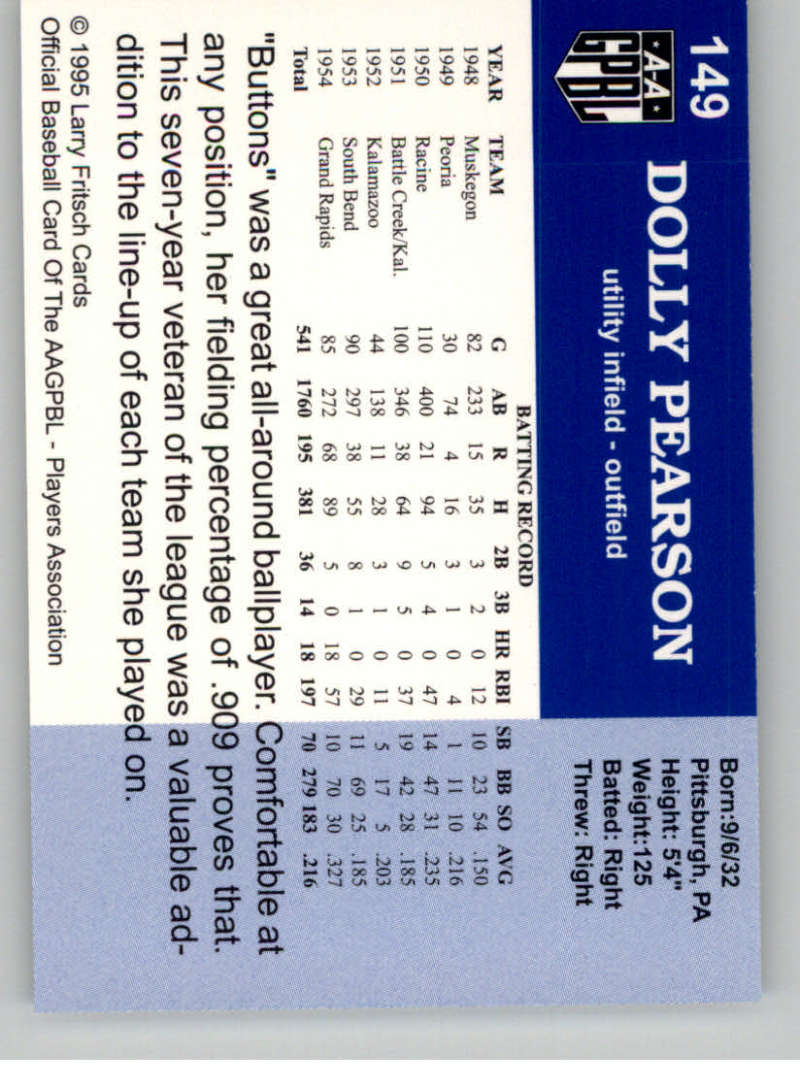 149
A-A
GPBL
DOLLY PEARSON
utility infield - outfield
Born:9/6/32
Pittsburgh, PA
Height: 5'4"
Weight:125
Batted: Right
Threw: Right
BATTING RECORD
YEAR TEAM G AB R H 2B 3B HR RBI SB BB SO AVG
1948 Muskegon 82 233 15 35 3 2 0 12 10 23 54 .150
1949 Peoria 30 74 4 16 3 1 0 4 1 11 10 .216
1950 Racine 110 400 21 94 5 4 0 47 14 47 31 .235
1951 Battle Creek/Kal. 100 346 38 64 9 5 0 37 19 42 28 .185
1952 Kalamazoo 44 138 11 28 3 1 0 11 5 17 5 .203
1953 South Bend 90 297 38 55 8 1 0 29 11 69 25 .185
1954 Grand Rapids 85 272 68 89 5 0 18 57 10 70 30 .327
Total 541 1760 195 381 36 14 18 197 70 279 183 .216
"Buttons" was a great all-around ballplayer. Comfortable at
any position, her fielding percentage of .909 proves that.
This seven-year veteran of the league was a valuable ad-
dition to the line-up of each team she played on.
© 1995 Larry Fritsch Cards
Official Baseball Card Of The AAGPBL - Players Association